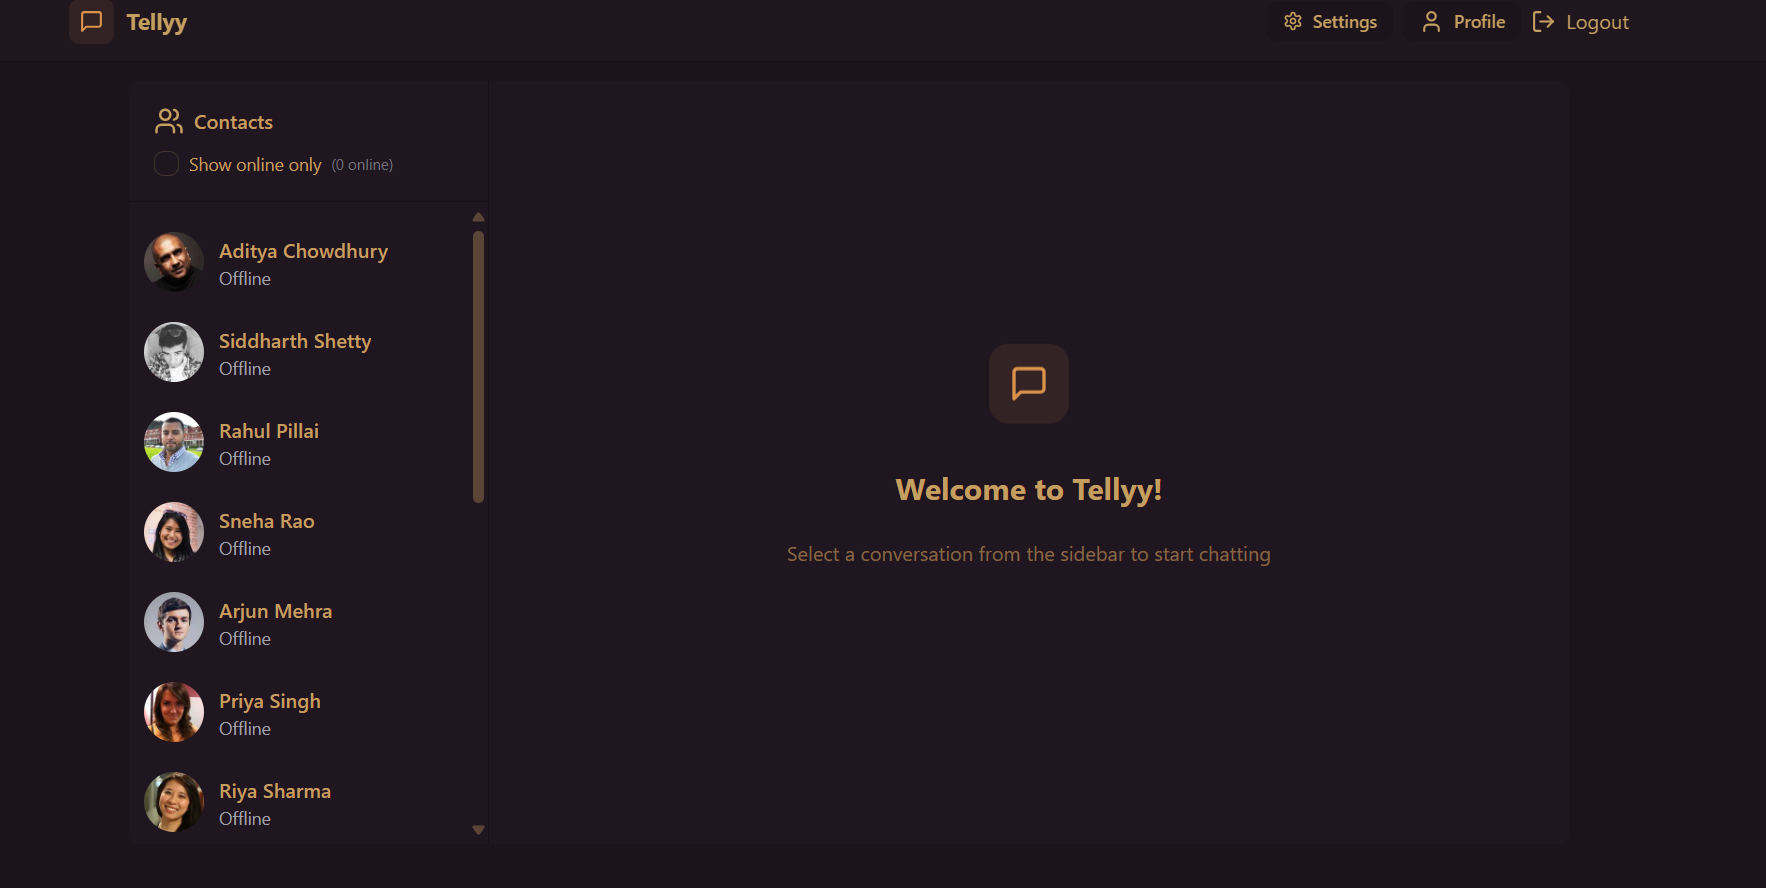 Tellyy
Settings
Profile
Logout
Contacts
Show online only (0 online)
Aditya Chowdhury
Offline
Siddharth Shetty
Offline
Rahul Pillai
Offline
Sneha Rao
Offline
Arjun Mehra
Offline
Priya Singh
Offline
Riya Sharma
Offline
Welcome to Tellyy!
Select a conversation from the sidebar to start chatting